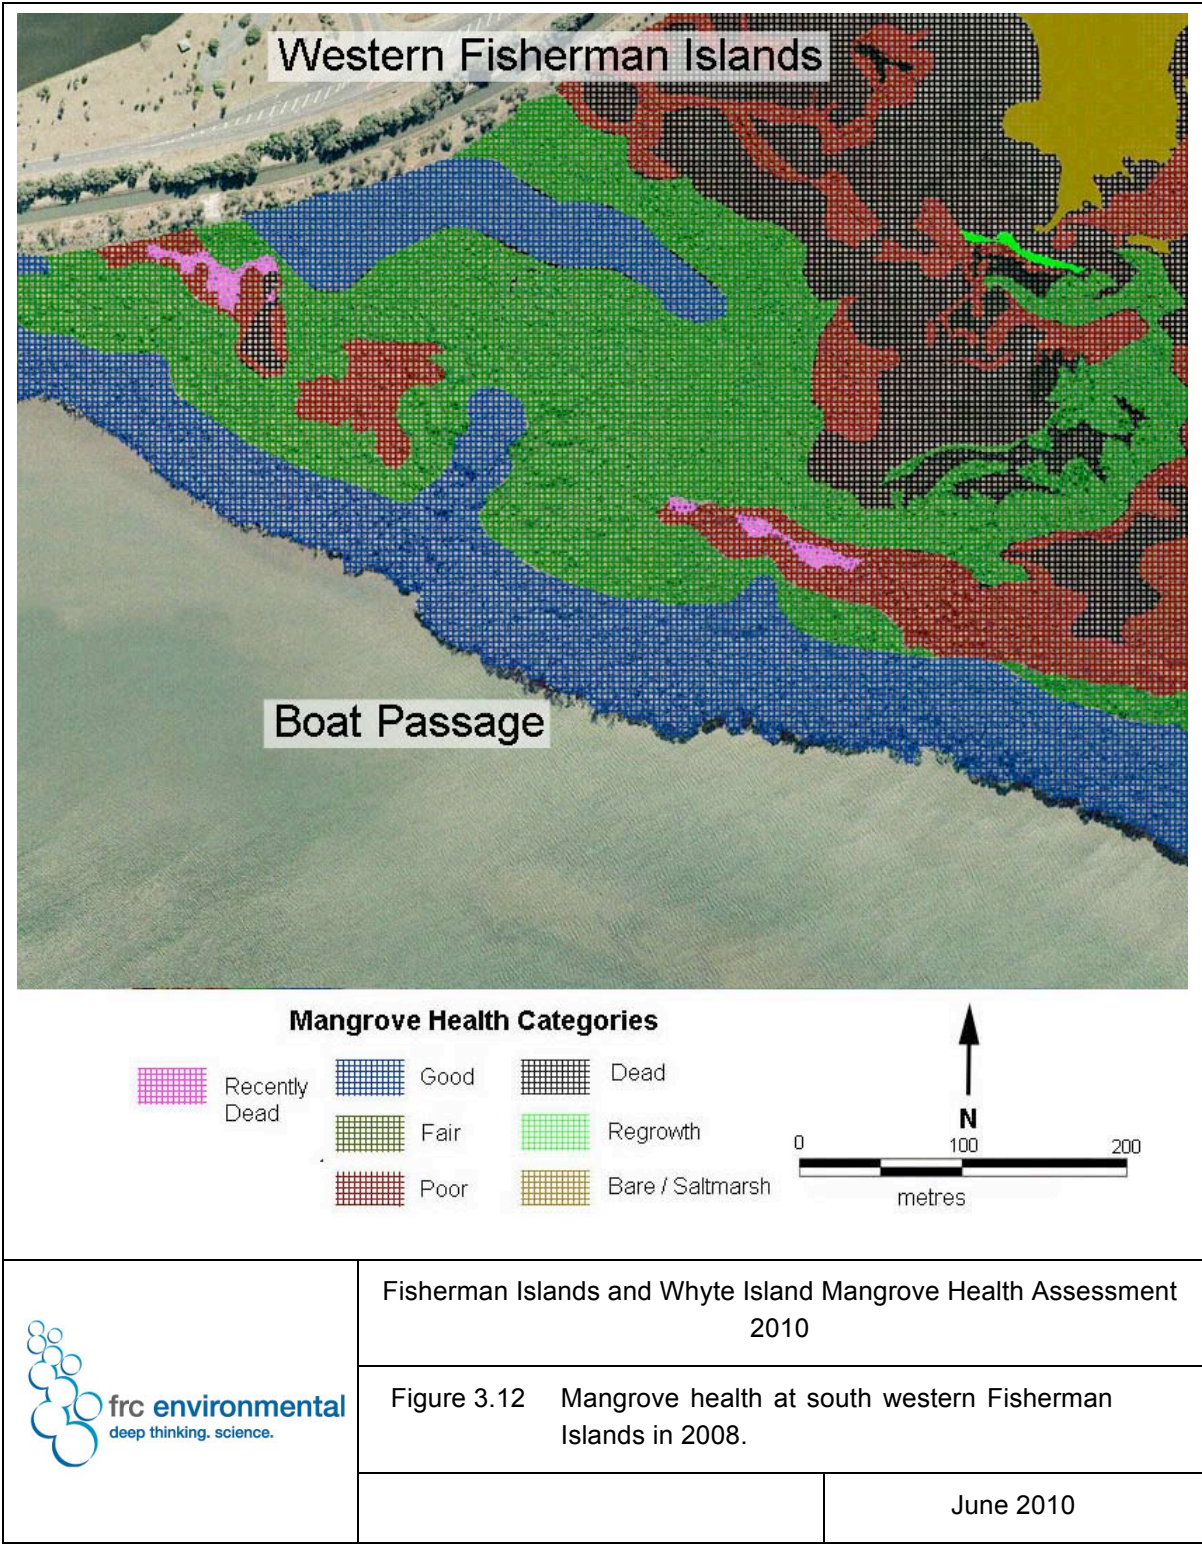 Western Fisherman Islands
Boat Passage
Mangrove Health Categories
Recently
Dead
Good
Fair
Poor
Dead
Regrowth
Bare / Saltmarsh
N
0 100 200
metres
frc environmental
deep thinking. science.
Fisherman Islands and Whyte Island Mangrove Health Assessment
2010
Figure 3.12 Mangrove health at south western Fisherman
Islands in 2008.
June 2010